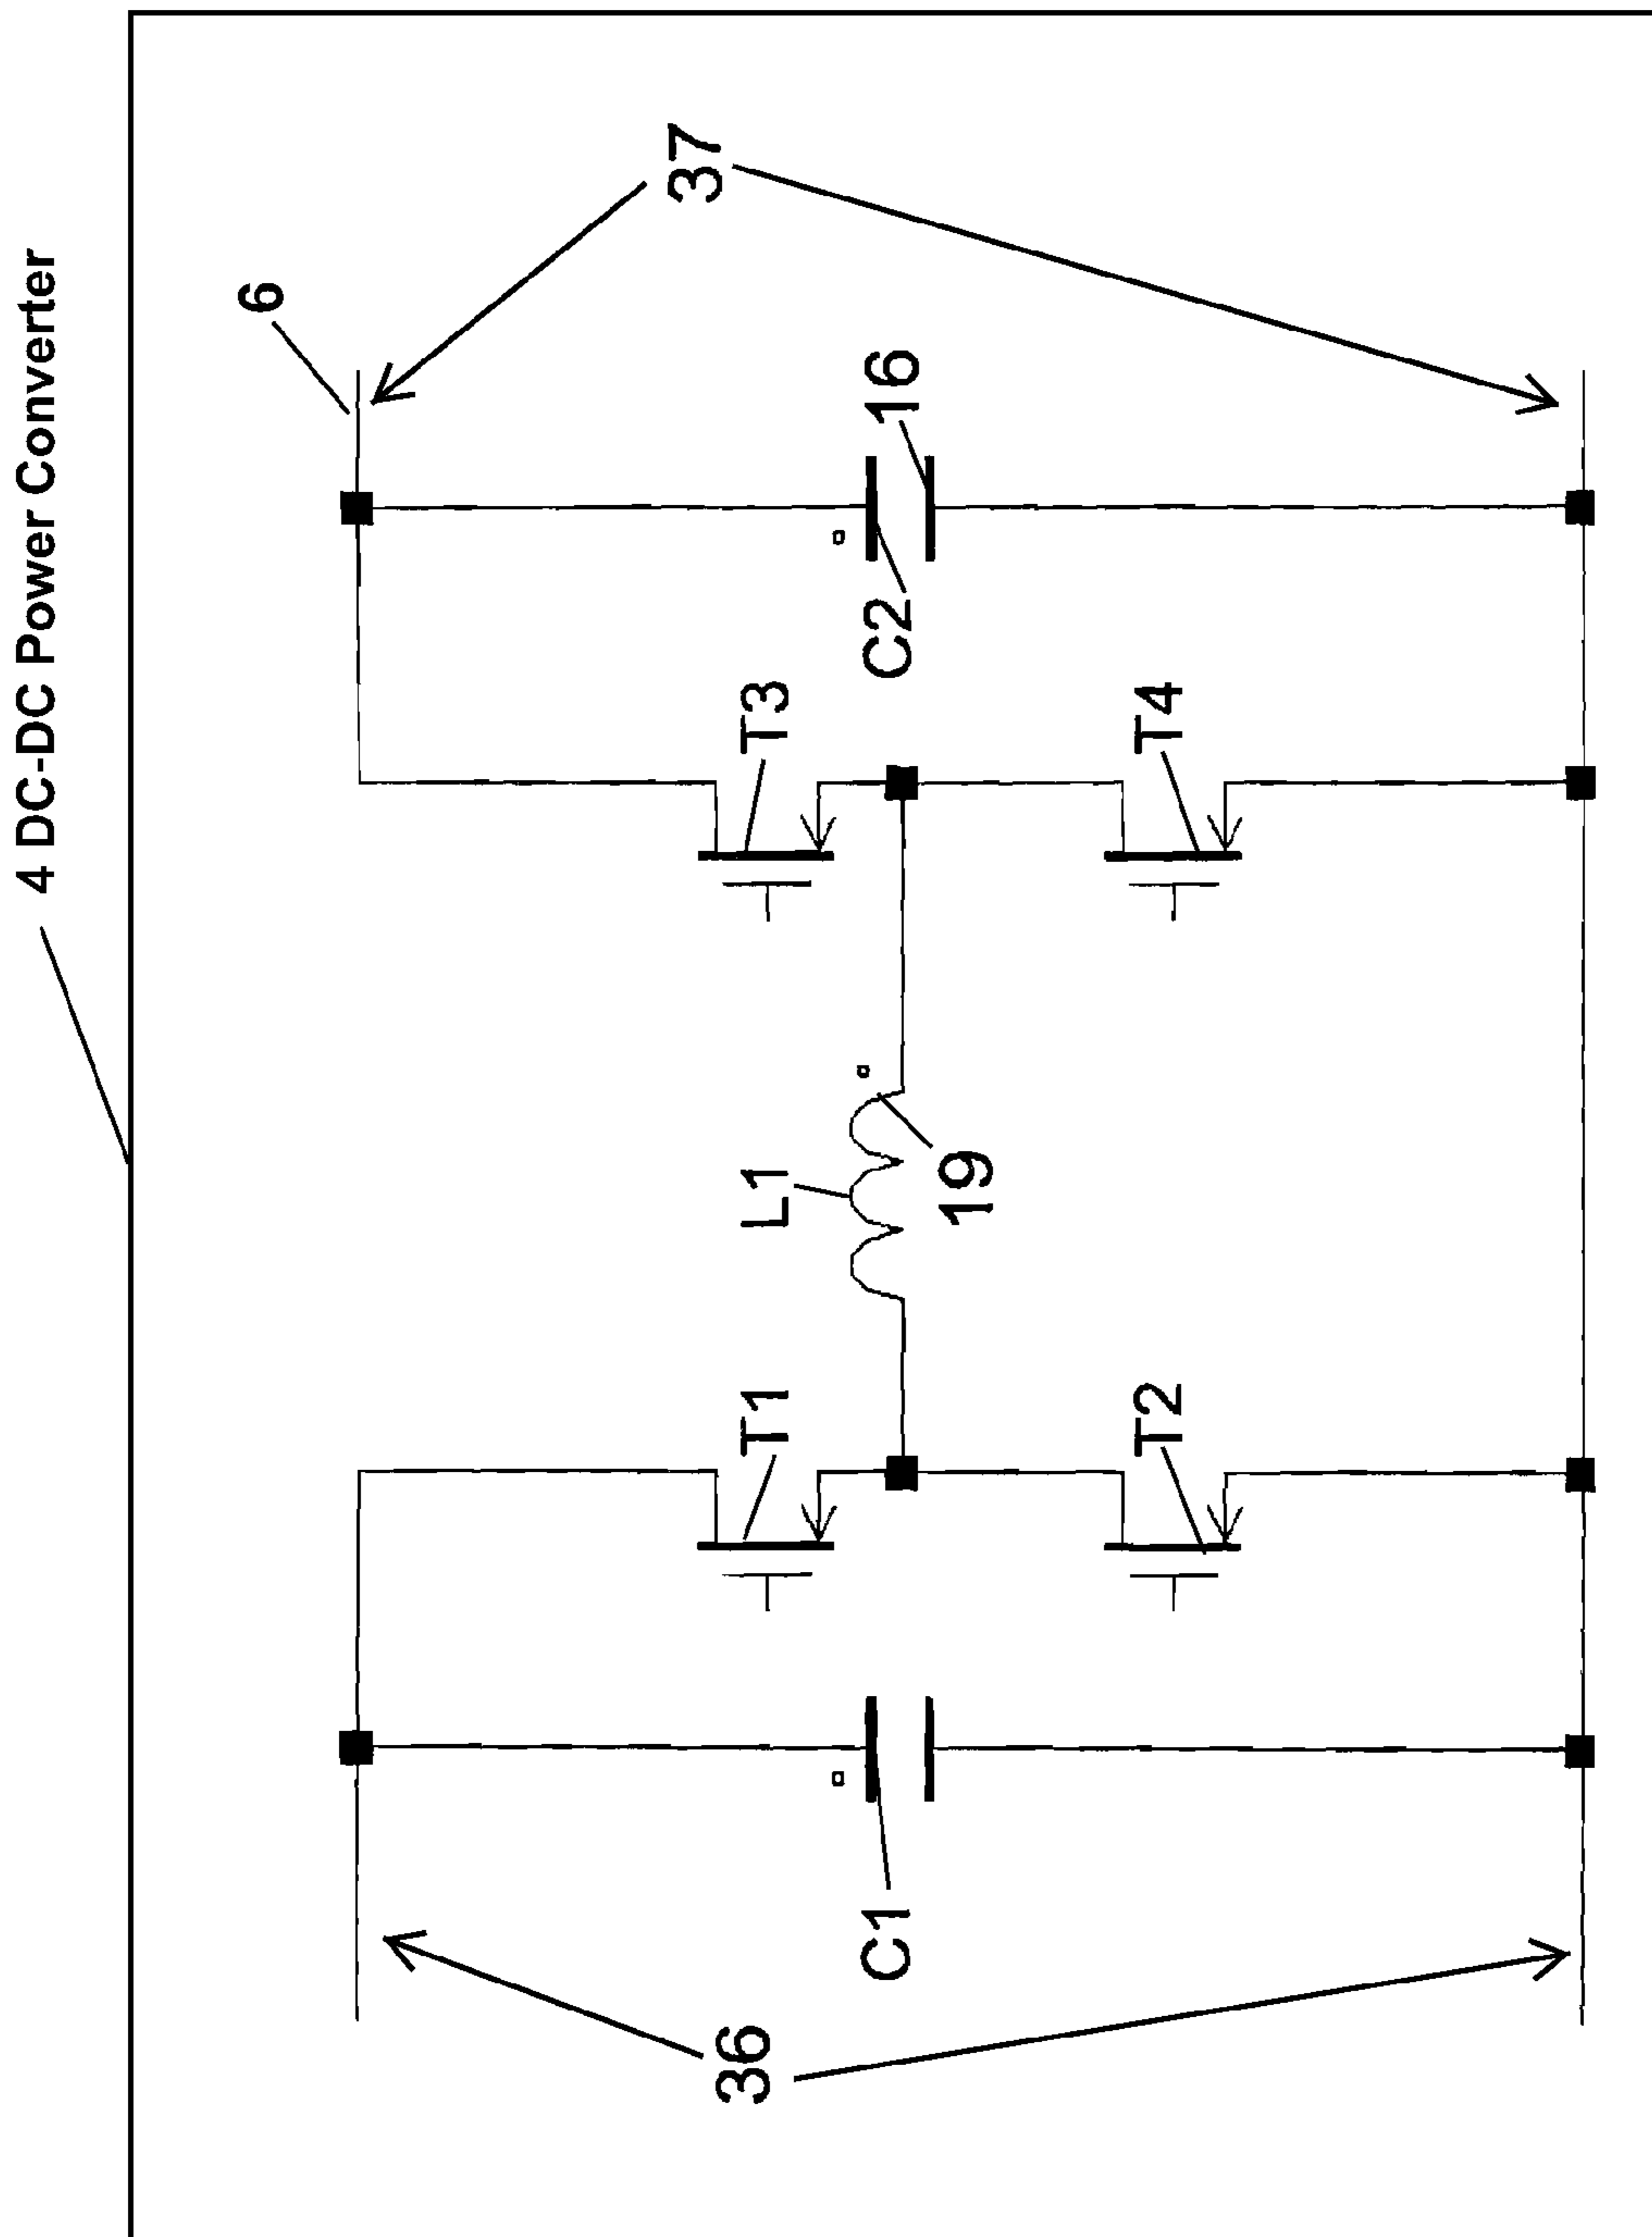 4 DC-DC Power Converter
6
37
36
T1
L1
T3
C1
C2
16
19
T2
T4